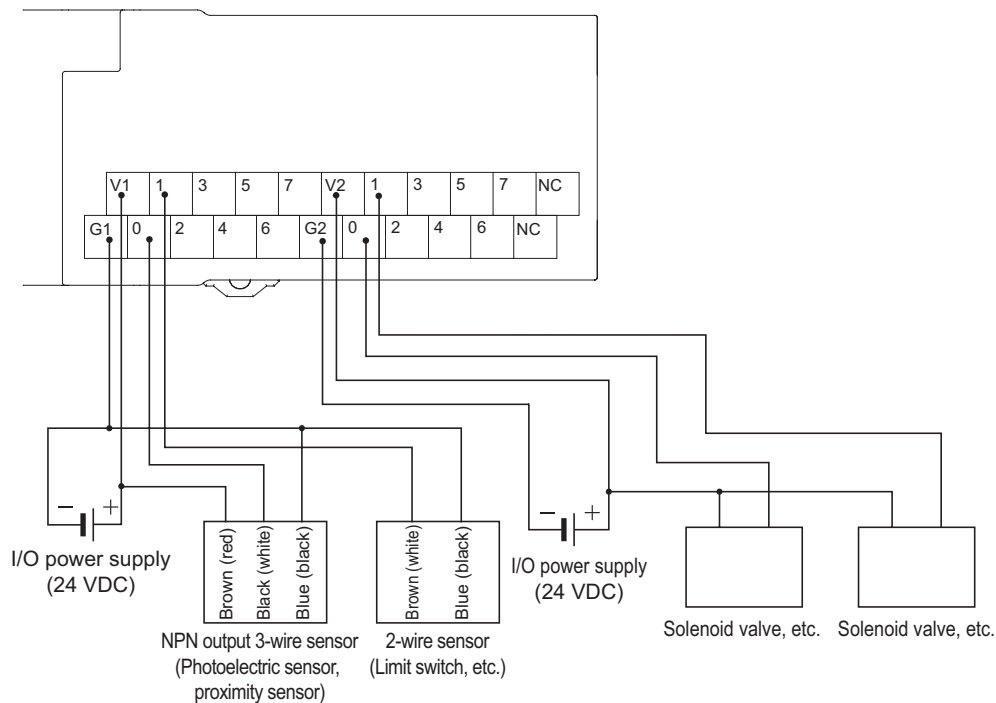 V1 1 3 5 7 V2 1 3 5 7 NC
G1 0 2 4 6 G2 0 2 4 6 NC
− +
I/O power supply
(24 VDC)
Brown (red)
Black (white)
Blue (black)
NPN output 3-wire sensor
(Photoelectric sensor,
proximity sensor)
Brown (white)
Blue (black)
2-wire sensor
(Limit switch, etc.)
− +
I/O power supply
(24 VDC)
Solenoid valve, etc.
Solenoid valve, etc.